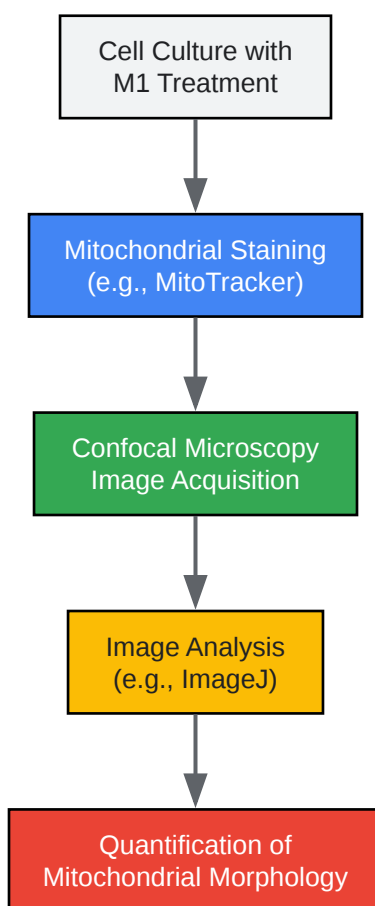 Cell Culture with
M1 Treatment
Mitochondrial Staining
(e.g., MitoTracker)
Confocal Microscopy
Image Acquisition
Image Analysis
(e.g., ImageJ)
Quantification of
Mitochondrial Morphology